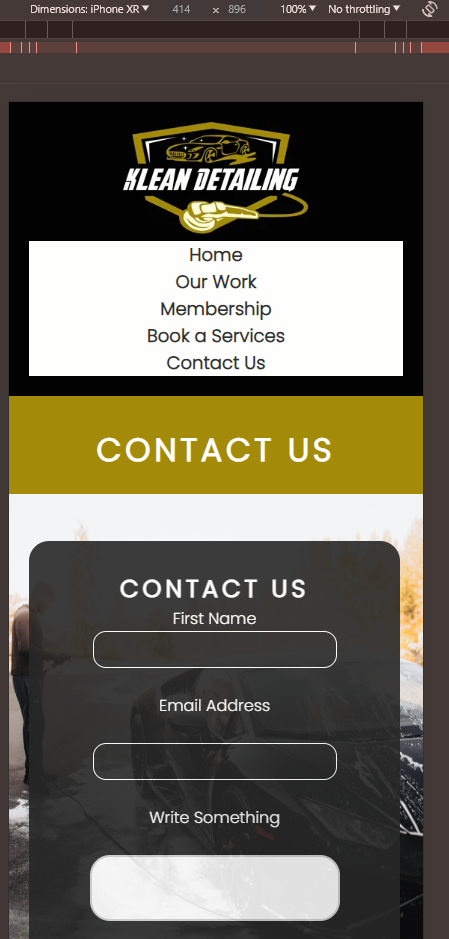 Dimensions: iPhone XR ▼ 414 × 896 100% ▼ No throttling ▼
KLEAN DETAILING
Home
Our Work
Membership
Book a Services
Contact Us
CONTACT US
CONTACT US
First Name
Email Address
Write Something